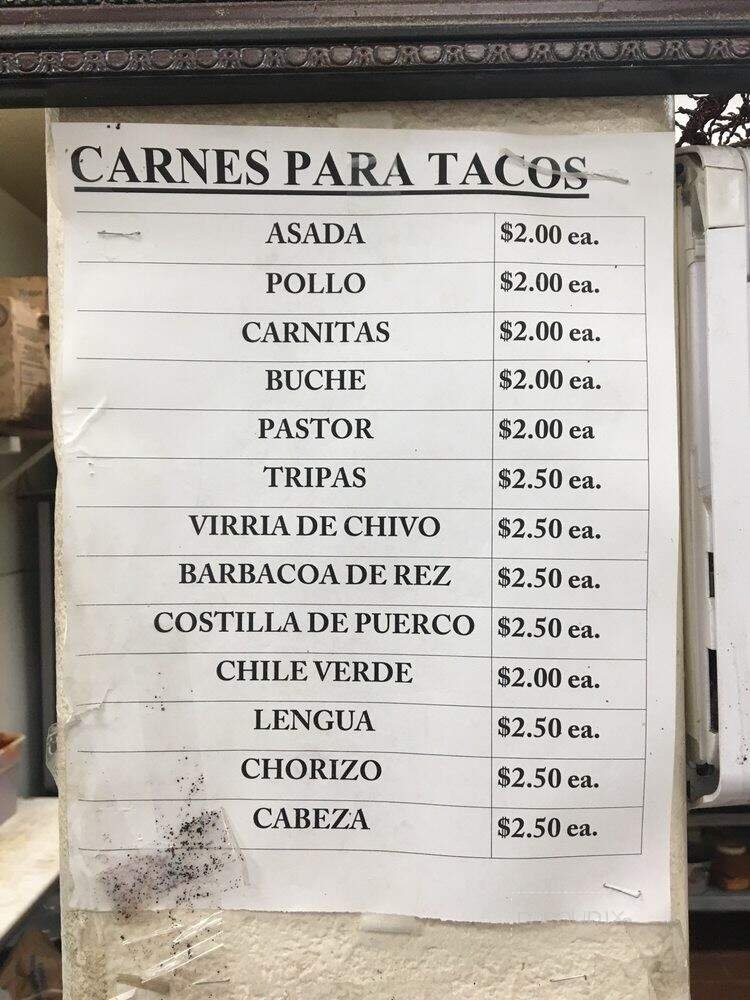 CARNES PARA TACOS
ASADA $2.00 ea.
POLLO $2.00 ea.
CARNITAS $2.00 ea.
BUCHE $2.00 ea.
PASTOR $2.00 ea
TRIPAS $2.50 ea.
VIRRIA DE CHIVO $2.50 ea.
BARBACOA DE REZ $2.50 ea.
COSTILLA DE PUERCO $2.50 ea.
CHILE VERDE $2.00 ea.
LENGUA $2.50 ea.
CHORIZO $2.50 ea.
CABEZA $2.50 ea.